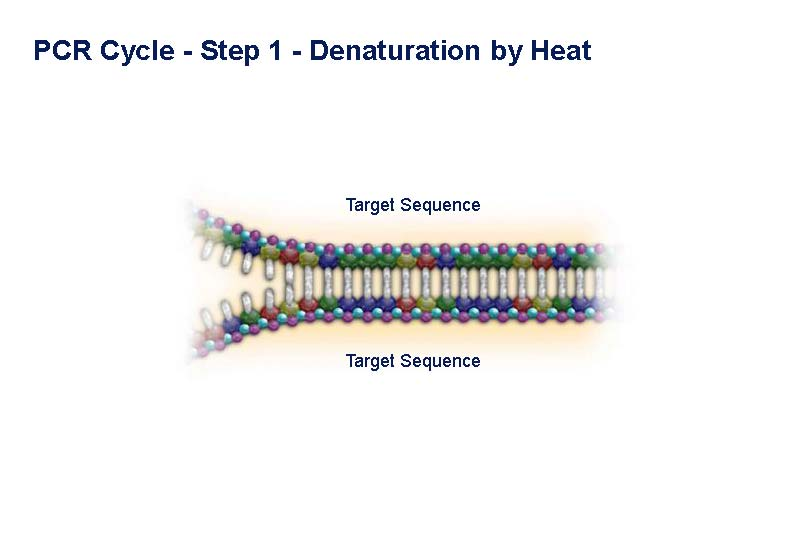 PCR Cycle - Step 1 - Denaturation by Heat
Target Sequence
Target Sequence